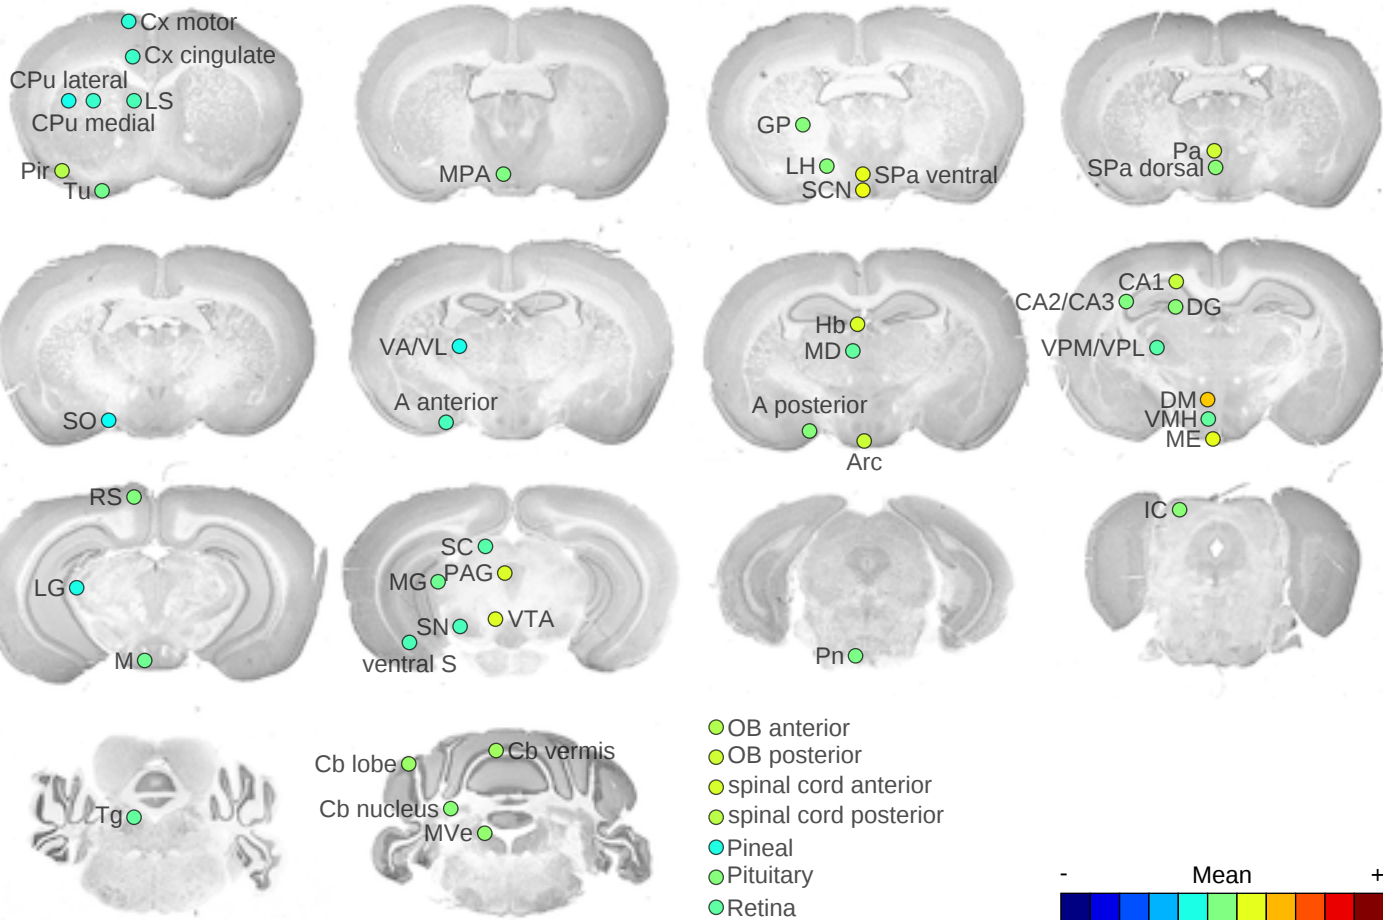 Cx motor
Cx cingulate
CPu lateral
LS
CPu medial
Pir
Tu
MPA
GP
LH
SPa ventral
SCN
Pa
SPa dorsal
SO
VA/VL
A anterior
Hb
MD
A posterior
Arc
CA1
CA2/CA3
DG
VPM/VPL
DM
VMH
ME
RS
LG
M
SC
MG
PAG
SN
VTA
ventral S
Pn
IC
Tg
Cb lobe
Cb vermis
Cb nucleus
MVe
OB anterior
OB posterior
spinal cord anterior
spinal cord posterior
Pineal
Pituitary
Retina
- Mean +